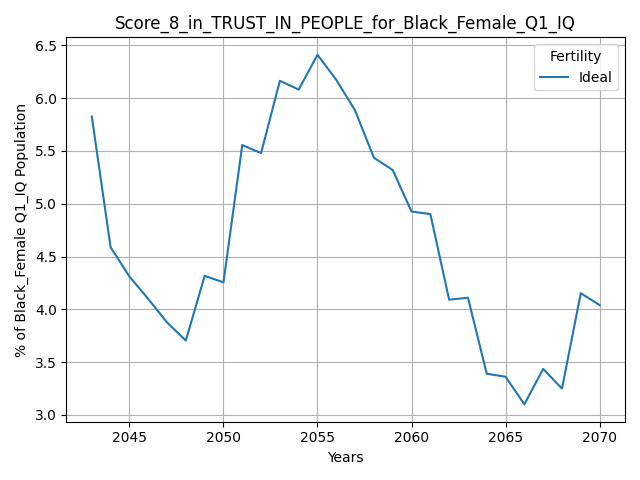 Score_8_in_TRUST_IN_PEOPLE_for_Black_Female_Q1_IQ
Fertility
Ideal
% of Black_Female Q1_IQ Population
6.5
6.0
5.5
5.0
4.5
4.0
3.5
3.0
2045 2050 2055 2060 2065 2070
Years